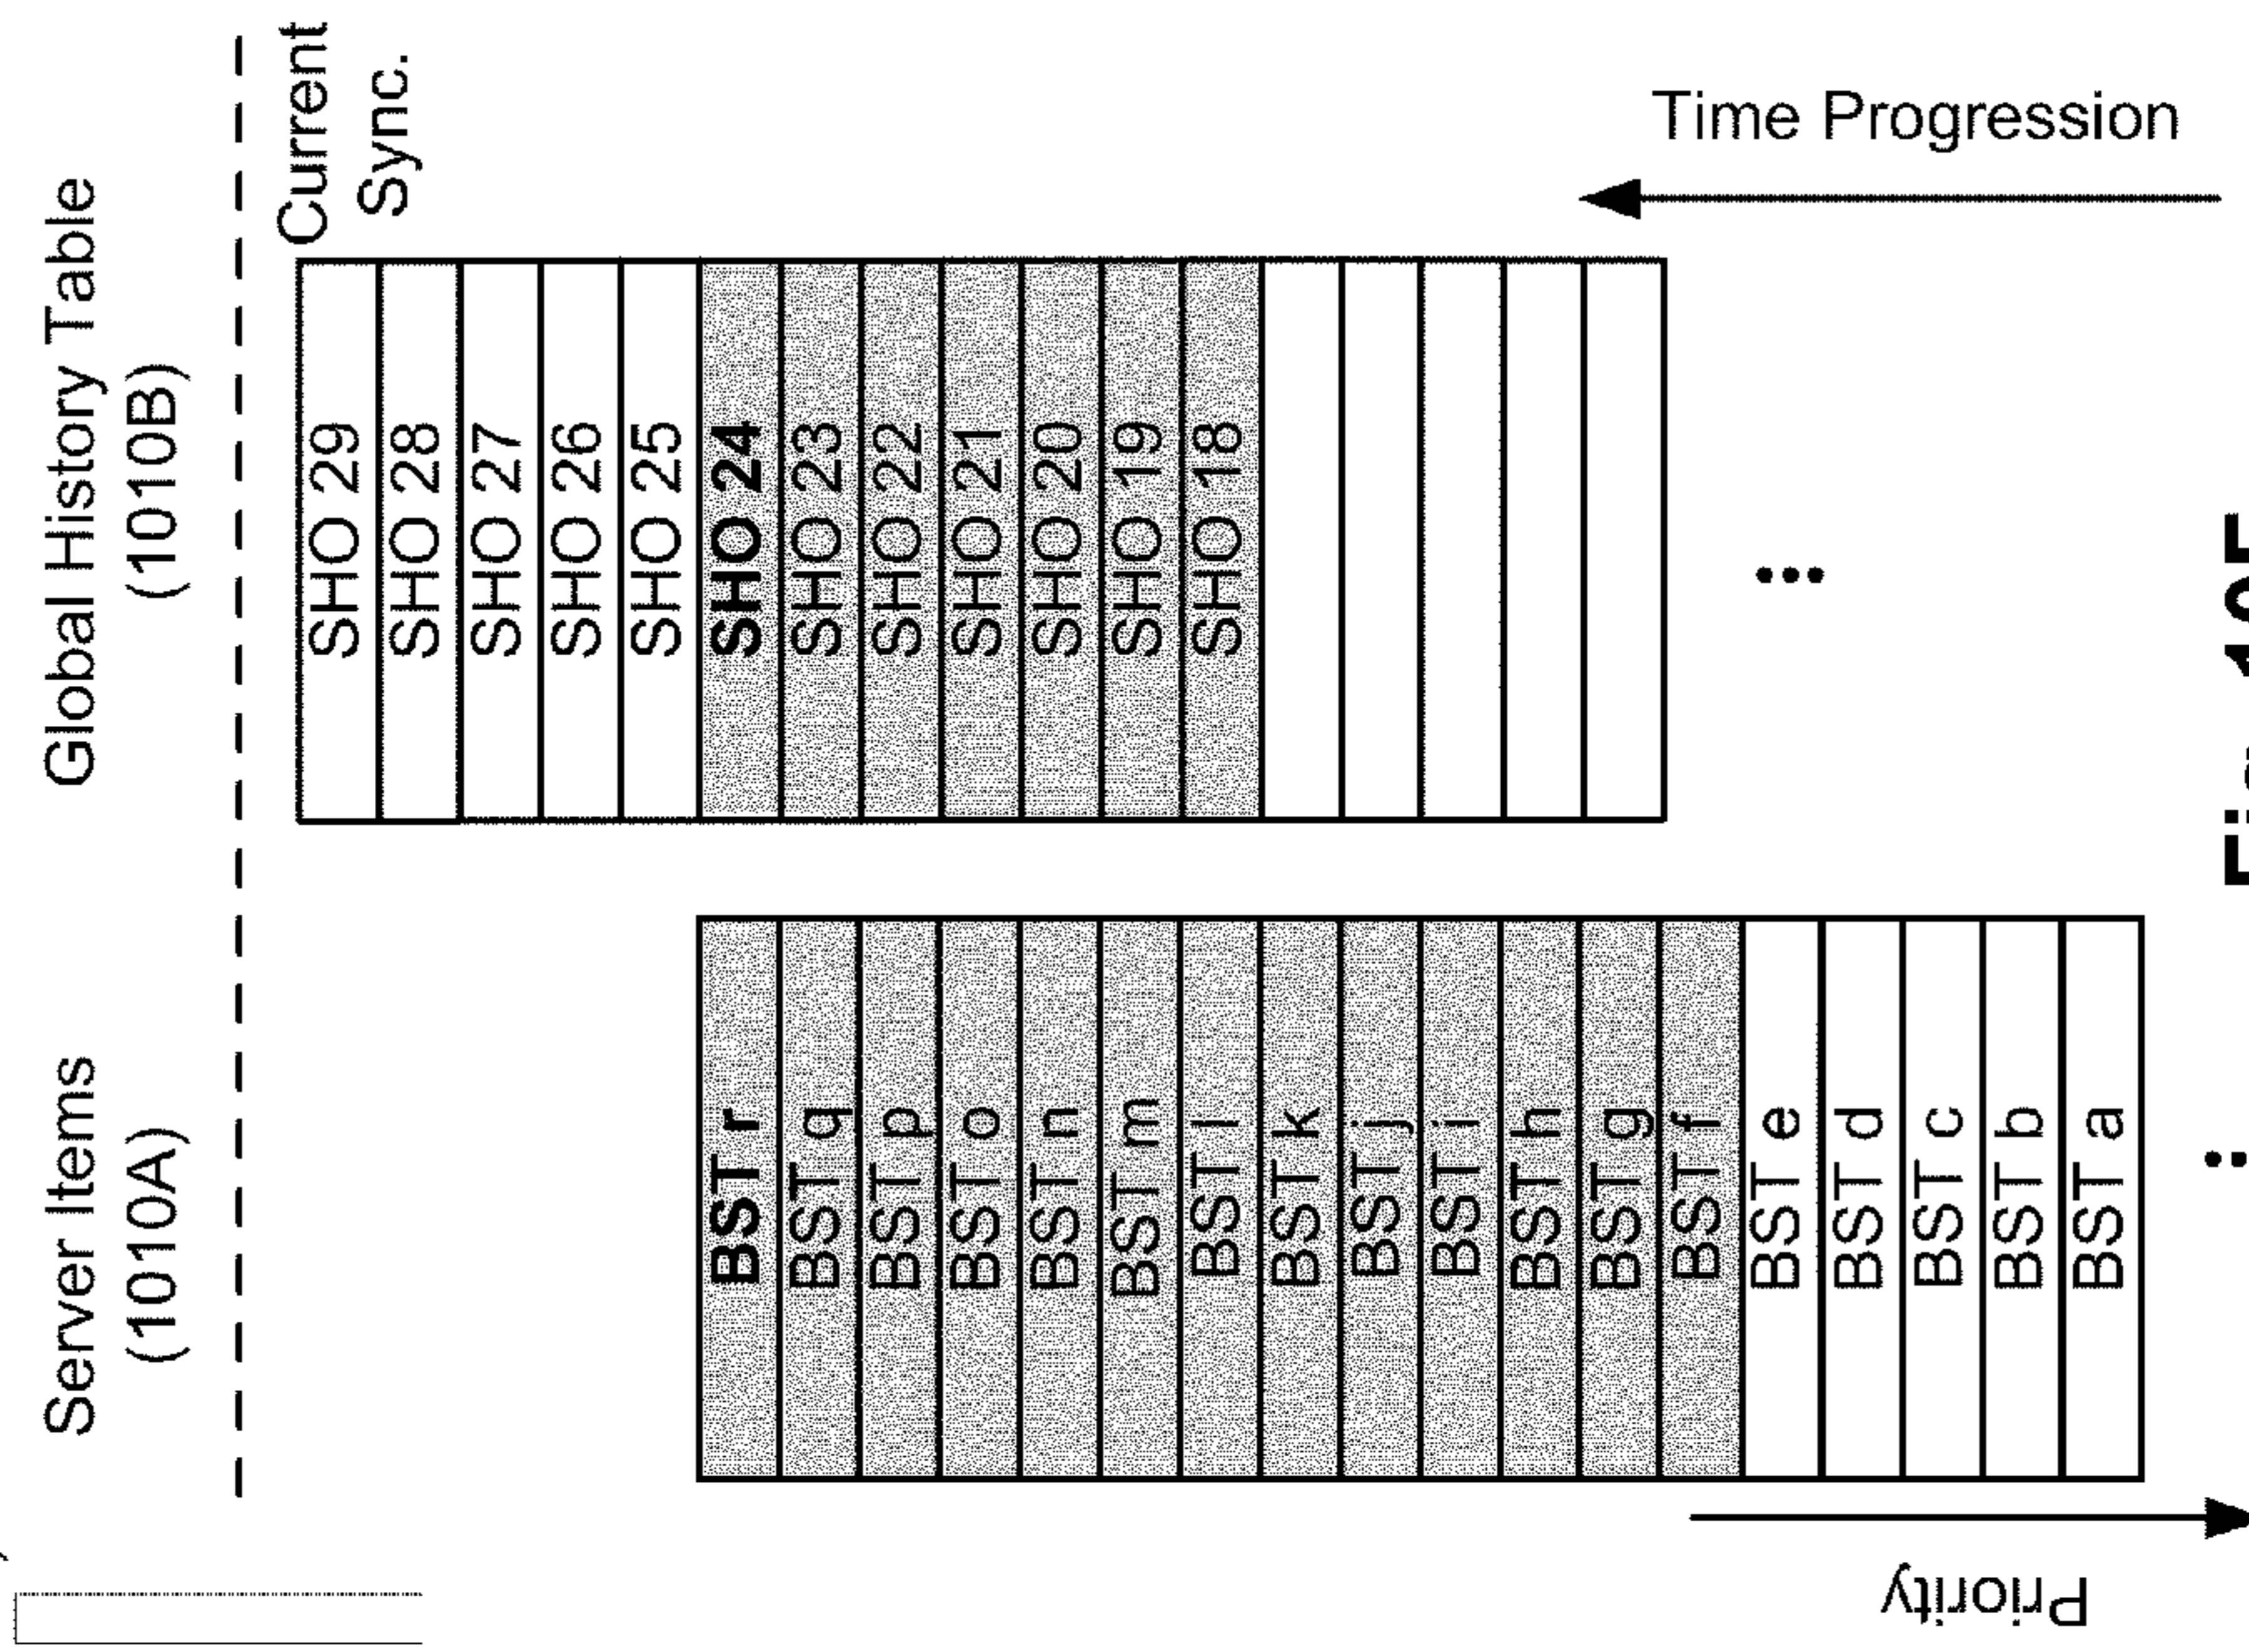 Server Items
(1010A)
Global History Table
(1010B)
BST r
BST q
BST p
BST o
BST n
BST m
BST l
BST k
BST j
BST i
BST h
BST g
BST f
BST e
BST d
BST c
BST b
BST a
Priority
Current
Sync.
SHO 29
SHO 28
SHO 27
SHO 26
SHO 25
SHO 24
SHO 23
SHO 22
SHO 21
SHO 20
SHO 19
SHO 18
Time Progression